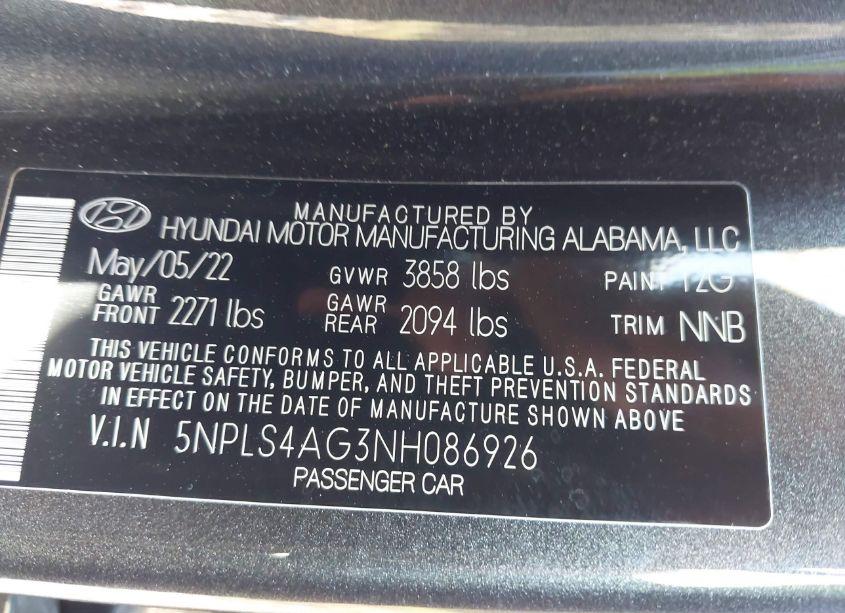 MANUFACTURED BY
HYUNDAI MOTOR MANUFACTURING ALABAMA, LLC
May/05/22 GVWR 3858 lbs PAINT
GAWR FRONT 2271 lbs GAWR REAR 2094 lbs TRIM NNB
THIS VEHICLE CONFORMS TO ALL APPLICABLE U.S.A. FEDERAL
MOTOR VEHICLE SAFETY, BUMPER, AND THEFT PREVENTION STANDARDS
IN EFFECT ON THE DATE OF MANUFACTURE SHOWN ABOVE
V.I.N 5NPLS4AG3NH086926
PASSENGER CAR